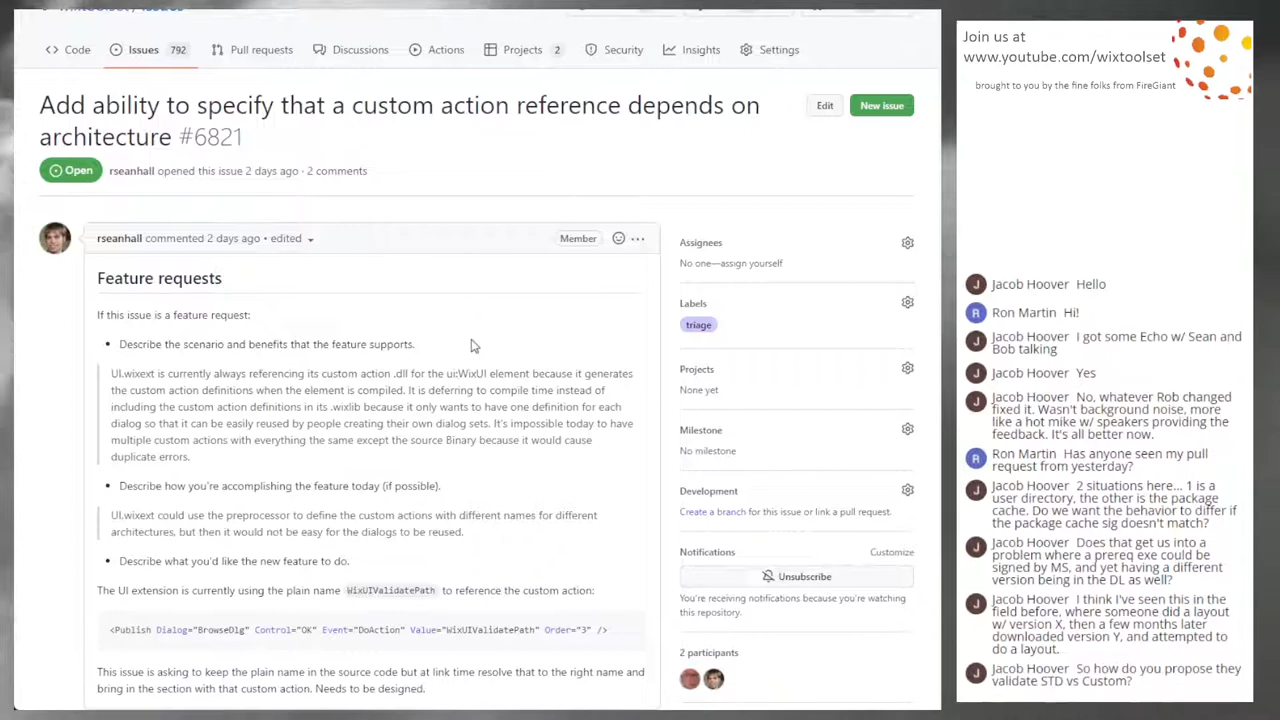 Code
Issues 792
Pull requests
Discussions
Actions
Projects 2
Security
Insights
Settings
Add ability to specify that a custom action reference depends on
architecture #6821
Edit
New issue
Open
rseanhall opened this issue 2 days ago · 2 comments
rseanhall commented 2 days ago • edited
Member
Feature requests
If this issue is a feature request:
• Describe the scenario and benefits that the feature supports.
UI.wixext is currently always referencing its custom action .dll for the ui:WixUI element because it generates
the custom action definitions when the element is compiled. It is deferring to compile time instead of
including the custom action definitions in its .wixlib because it only wants to have one definition for each
dialog so that it can be easily reused by people creating their own dialog sets. It's impossible today to have
multiple custom actions with everything the same except the source Binary because it would cause
duplicate errors.
• Describe how you're accomplishing the feature today (if possible).
UI.wixext could use the preprocessor to define the custom actions with different names for different
architectures, but then it would not be easy for the dialogs to be reused.
• Describe what you'd like the new feature to do.
The UI extension is currently using the plain name WixUIValidatePath to reference the custom action:
<Publish Dialog="BrowseDlg" Control="OK" Event="DoAction" Value="WixUIValidatePath" Order="3" />
This issue is asking to keep the plain name in the source code but at link time resolve that to the right name and
bring in the section with that custom action. Needs to be designed.
Assignees
No one—assign yourself
Labels
triage
Projects
None yet
Milestone
No milestone
Development
Create a branch for this issue or link a pull request.
Notifications
Customize
Unsubscribe
You're receiving notifications because you're watching
this repository.
2 participants
Join us at
www.youtube.com/wixtoolset
brought to you by the fine folks from FireGiant
J Jacob Hoover Hello
R Ron Martin Hi!
J Jacob Hoover I got some Echo w/ Sean and
Bob talking
J Jacob Hoover Yes
J Jacob Hoover No, whatever Rob changed
fixed it. Wasn't background noise, more
like a hot mike w/ speakers providing the
feedback. It's all better now.
R Ron Martin Has anyone seen my pull
request from yesterday?
J Jacob Hoover 2 situations here... 1 is a
user directory, the other is the package
cache. Do we want the behavior to differ if
the package cache sig doesn't match?
J Jacob Hoover Does that get us into a
problem where a prereq exe could be
signed by MS, and yet having a different
version being in the DL as well?
J Jacob Hoover I think I've seen this in the
field before, where someone did a layout
w/ version X, then a few months later
downloaded version Y, and attempted to
do a layout.
J Jacob Hoover So how do you propose they
validate STD vs Custom?